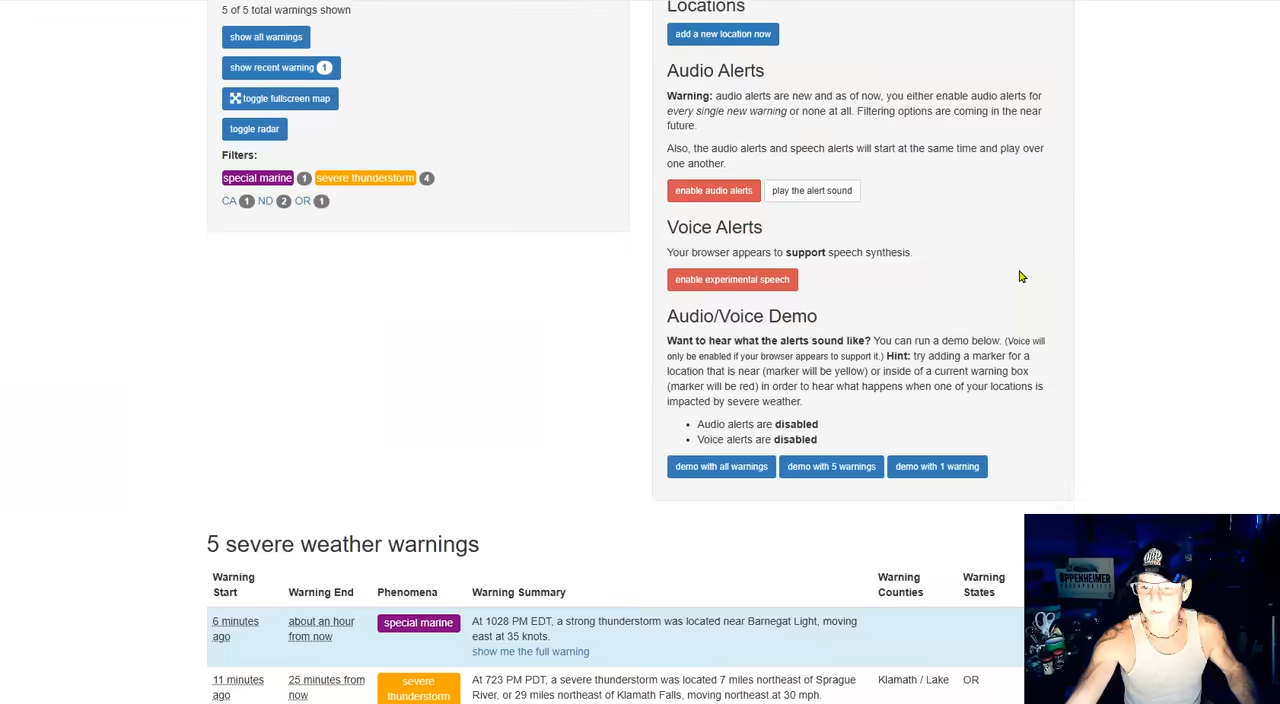 5 of 5 total warnings shown
show all warnings
show recent warning 1
toggle fullscreen map
toggle radar
Filters:
special marine 1 severe thunderstorm 4
CA 1 ND 2 OR 1
Locations
add a new location now
Audio Alerts
Warning: audio alerts are new and as of now, you either enable audio alerts for
every single new warning or none at all. Filtering options are coming in the near
future.
Also, the audio alerts and speech alerts will start at the same time and play over
one another.
enable audio alerts play the alert sound
Voice Alerts
Your browser appears to support speech synthesis.
enable experimental speech
Audio/Voice Demo
Want to hear what the alerts sound like? You can run a demo below. (Voice will
only be enabled if your browser appears to support it.) Hint: try adding a marker for a
location that is near (marker will be yellow) or inside of a current warning box
(marker will be red) in order to hear what happens when one of your locations is
impacted by severe weather.
• Audio alerts are disabled
• Voice alerts are disabled
demo with all warnings demo with 5 warnings demo with 1 warning
5 severe weather warnings
Warning Start Warning End Phenomena Warning Summary Warning Counties Warning States
6 minutes ago about an hour from now special marine At 1028 PM EDT, a strong thunderstorm was located near Barnegat Light, moving
east at 35 knots.
show me the full warning
11 minutes ago 25 minutes from now severe thunderstorm At 723 PM PDT, a severe thunderstorm was located 7 miles northeast of Sprague
River, or 29 miles northeast of Klamath Falls, moving northeast at 30 mph. Klamath / Lake OR
OPPENHEIMER